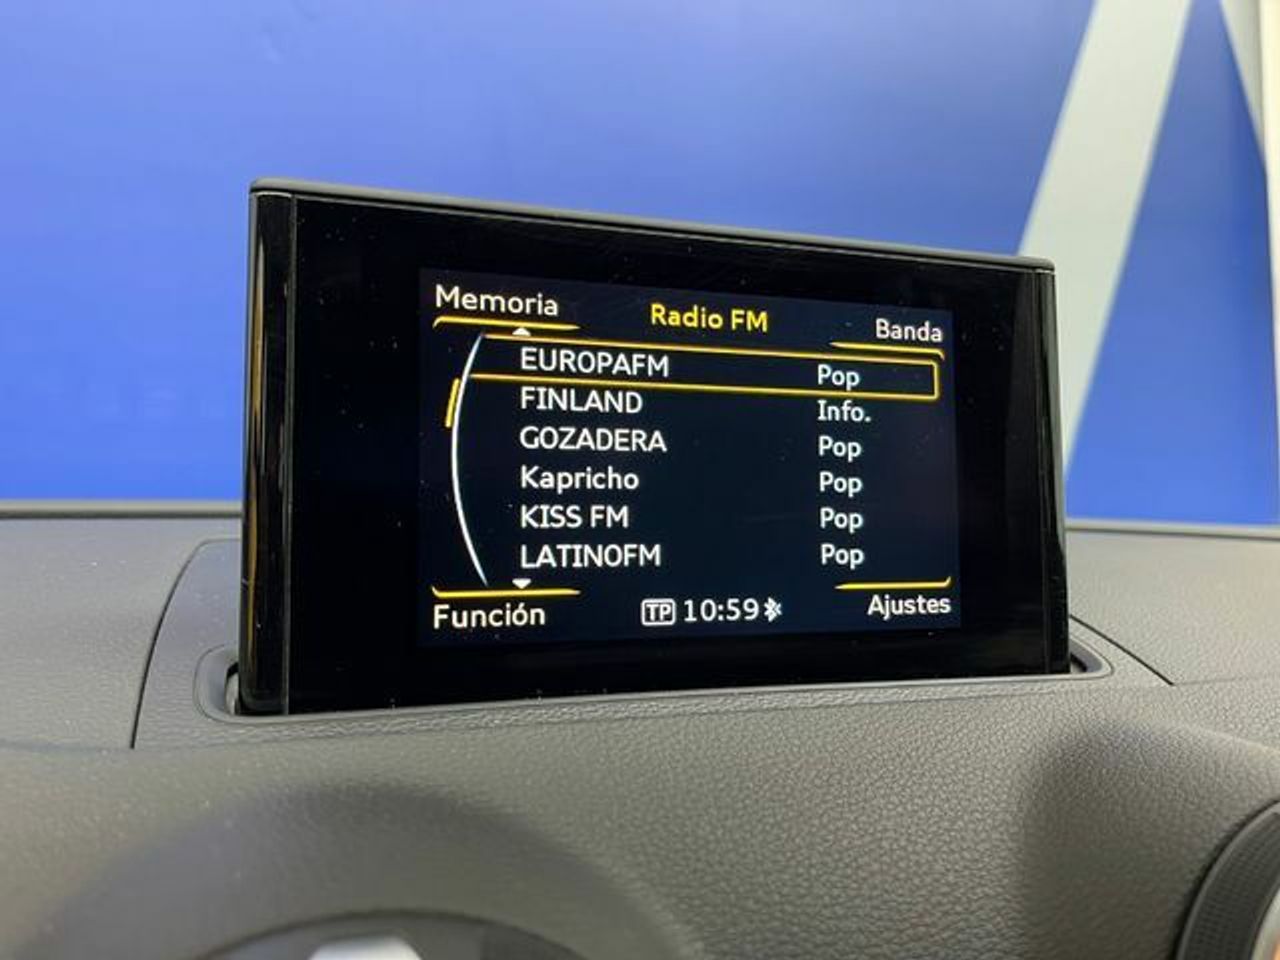 Memoria Radio FM Banda
EUROPAFM Pop
FINLAND Info.
GOZADERA Pop
Kapricho Pop
KISS FM Pop
LATINOFM Pop
Función TP 10:59 Ajustes